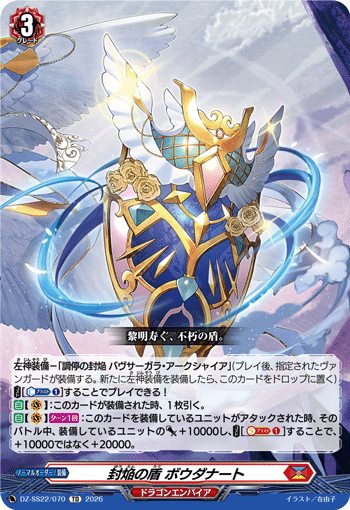 3
グレード
黎明寿ぐ、不朽の盾。
左神装備－「調停の封焔 バヴサーガラ・アークシャイア」(プレイ後、指定されたヴァ
ンガードが装備する。新たに左神装備を装備したら、このカードをドロップに置く)
【[ブラスト1]することでプレイできる！
【自】:このカードが装備された時、1枚引く。
【自】ターン1回:このカードを装備しているユニットがアタックされた時、その
バトル中、装備しているユニットの+10000し、【[ブラスト1]することで、
+10000ではなく+20000。
ノーマルオーダー/装備
封焔の盾 ボウダナート
ドラゴンエンパイア
DZ-SS22/070 TD 2026
イラスト/在由子